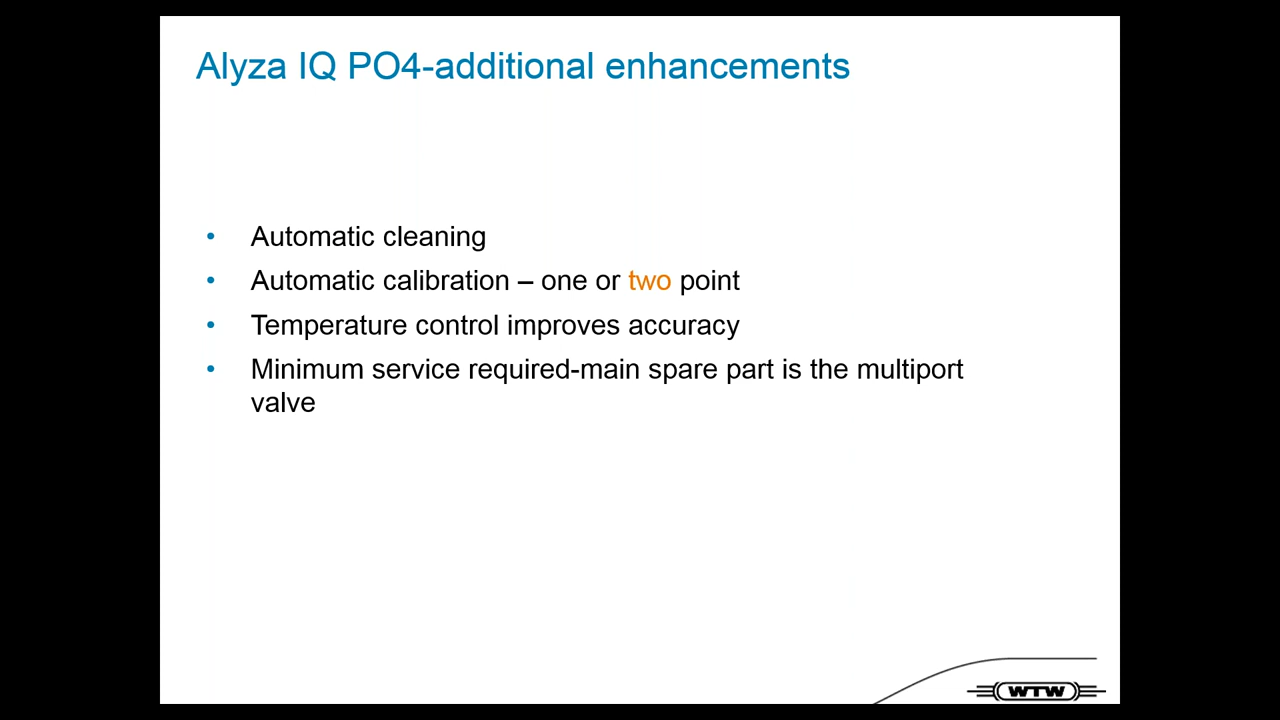 Alyza IQ PO4-additional enhancements
• Automatic cleaning
• Automatic calibration – one or two point
• Temperature control improves accuracy
• Minimum service required-main spare part is the multiport
valve
WTW